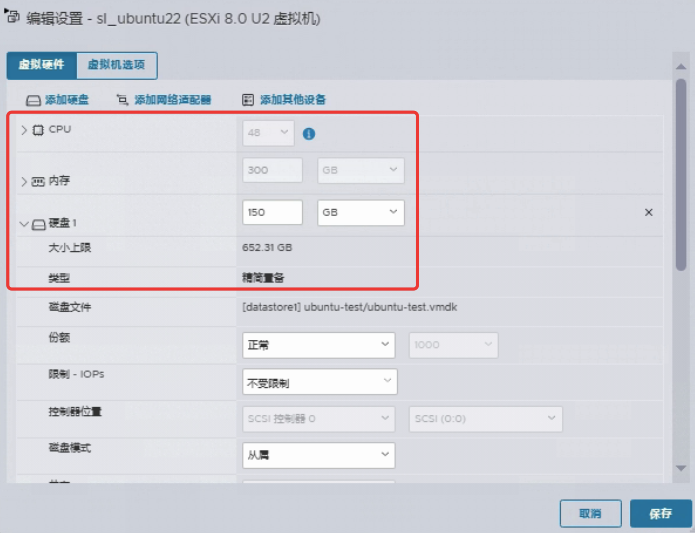 编辑设置 - sl_ubuntu22 (ESXi 8.0 U2 虚拟机)
虚拟硬件 虚拟机选项
添加硬盘 添加网络适配器 添加其他设备
CPU 48
内存 300 GB
硬盘 1 150 GB
大小上限 652.31 GB
类型 精简置备
磁盘文件 [datastore1] ubuntu-test/ubuntu-test.vmdk
份额 正常 1000
限制 - IOPs 不受限制
控制器位置 SCSI 控制器 0 SCSI (0:0)
磁盘模式 从属
取消 保存